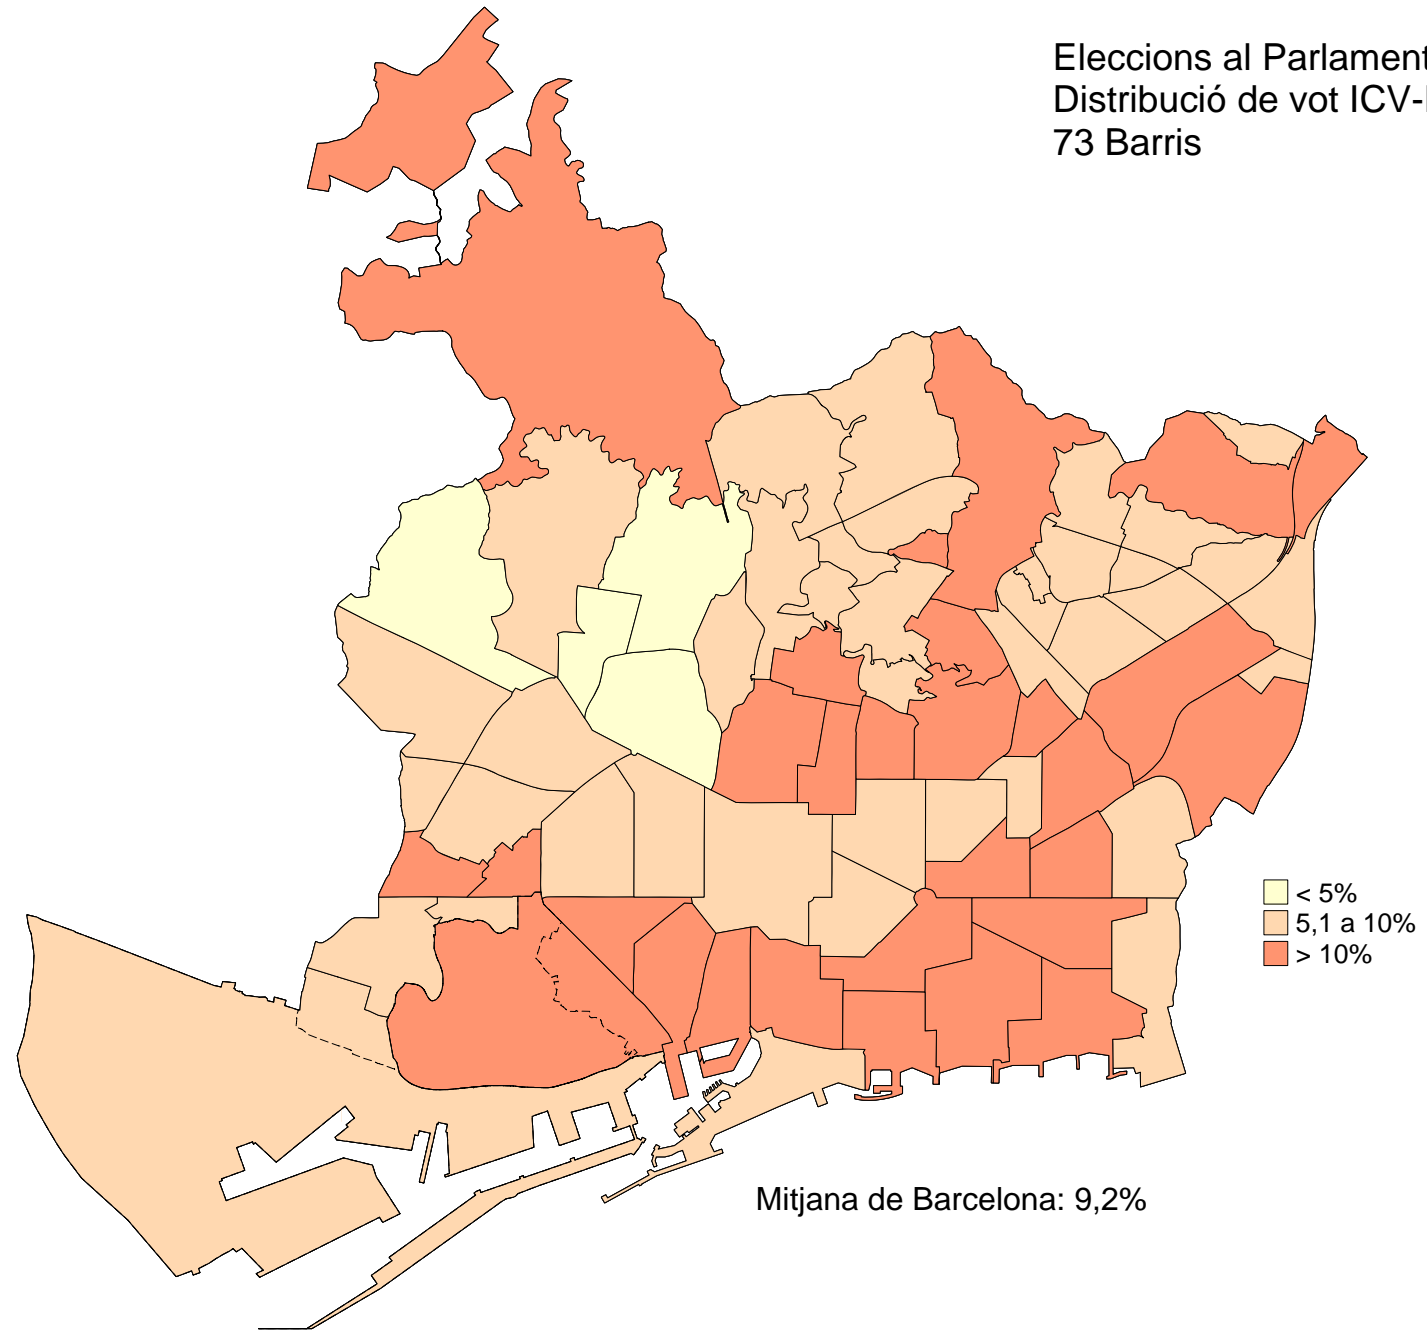 Eleccions al Parlament
Distribució de vot ICV-
73 Barris
< 5%
5,1 a 10%
> 10%
Mitjana de Barcelona: 9,2%